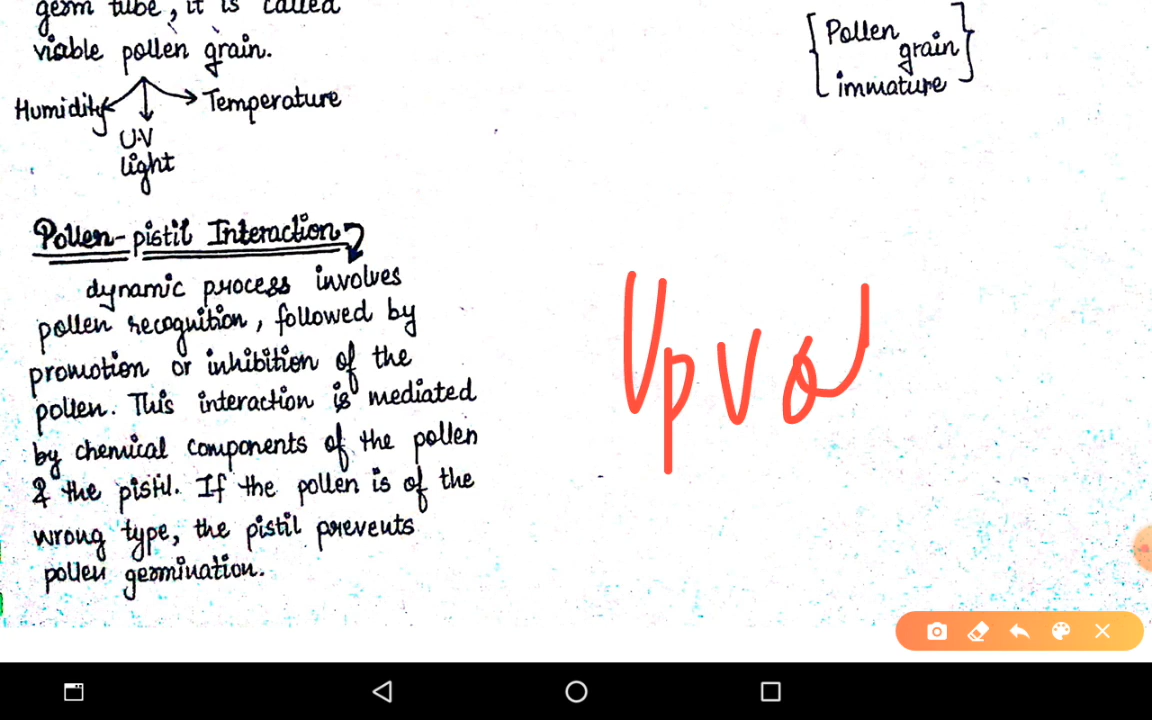 germ tube, it is called
viable pollen grain.
Humidity
U.V
light
Temperature
Pollen-pistil Interaction
dynamic process involves
pollen recognition, followed by
promotion or inhibition of the
pollen. This interaction is mediated
by chemical components of the pollen
& the pistil. If the pollen is of the
wrong type, the pistil prevents
pollen germination.
Pollen
grain
immature